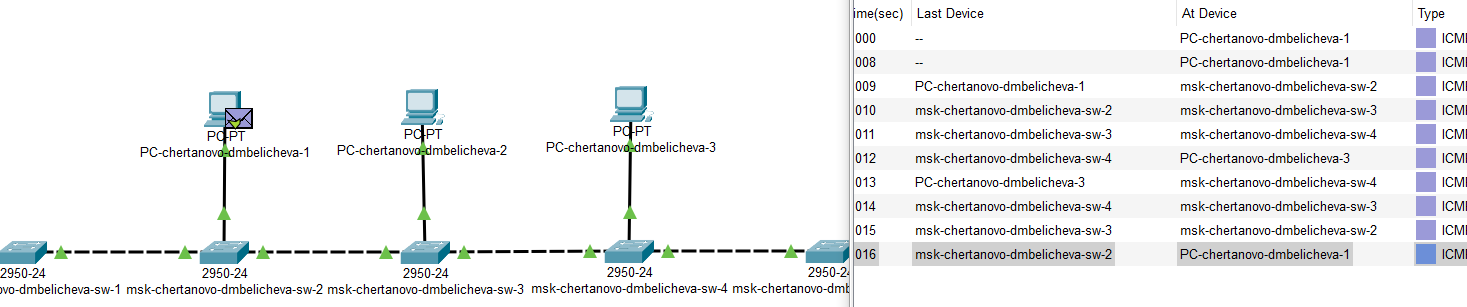 ime(sec) Last Device At Device Type
000 -- PC-chertanovo-dmbelicheva-1 ICMI
008 -- PC-chertanovo-dmbelicheva-1 ICMI
009 PC-chertanovo-dmbelicheva-1 msk-chertanovo-dmbelicheva-sw-2 ICMI
010 msk-chertanovo-dmbelicheva-sw-2 msk-chertanovo-dmbelicheva-sw-3 ICMI
011 msk-chertanovo-dmbelicheva-sw-3 msk-chertanovo-dmbelicheva-sw-4 ICMI
012 msk-chertanovo-dmbelicheva-sw-4 PC-chertanovo-dmbelicheva-3 ICMI
013 PC-chertanovo-dmbelicheva-3 msk-chertanovo-dmbelicheva-sw-4 ICMI
014 msk-chertanovo-dmbelicheva-sw-4 msk-chertanovo-dmbelicheva-sw-3 ICMI
015 msk-chertanovo-dmbelicheva-sw-3 msk-chertanovo-dmbelicheva-sw-2 ICMI
016 msk-chertanovo-dmbelicheva-sw-2 PC-chertanovo-dmbelicheva-1 ICMI
PC-PT
PC-chertanovo-dmbelicheva-1
PC-PT
PC-chertanovo-dmbelicheva-2
PC-PT
PC-chertanovo-dmbelicheva-3
2950-24
ovo-dmbelicheva-sw-1
2950-24
msk-chertanovo-dmbelicheva-sw-2
2950-24
msk-chertanovo-dmbelicheva-sw-3
2950-24
msk-chertanovo-dmbelicheva-sw-4
2950-24
msk-chertanovo-dmb